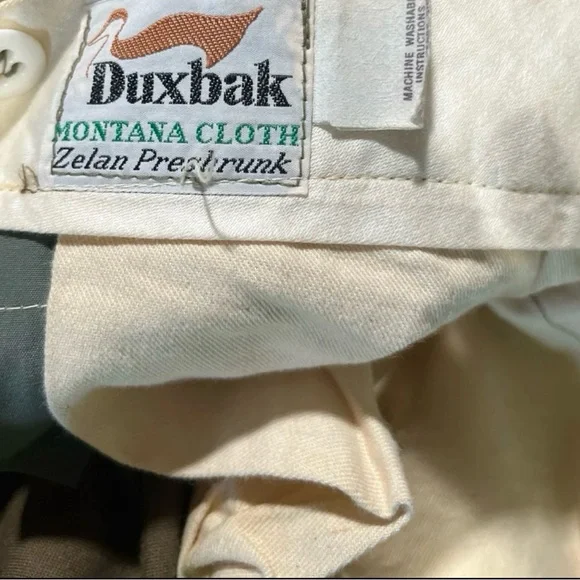 Duxbak
MONTANA CLOTH
Zelan Preshrunk
MACHINE WASHABLE
INSTRUCTIONS